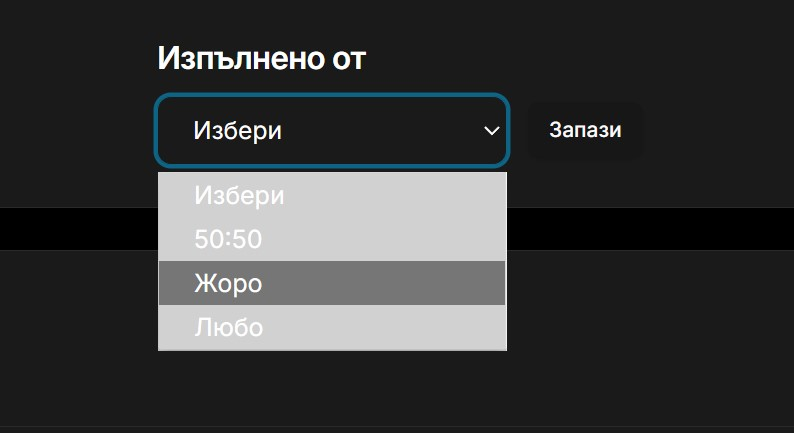 Изпълнено от
Избери
Запази
Избери
50:50
Жоро
Любо